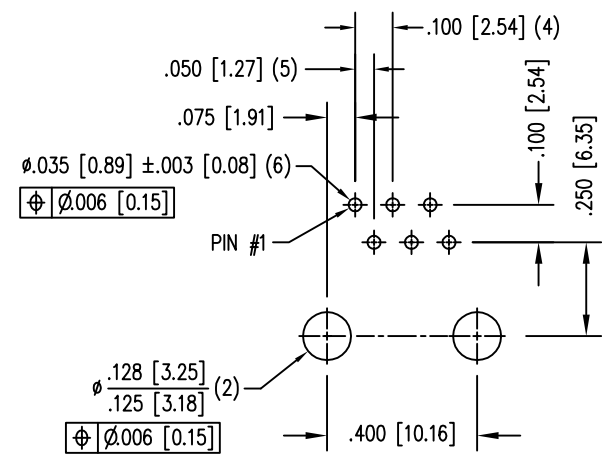 .100 [2.54] (4)
.050 [1.27] (5)
.075 [1.91]
.100 [2.54]
.250 [6.35]
ø.035 [0.89] ±.003 [0.08] (6)
⌖ Ø.006 [0.15]
PIN #1
ø .128 [3.25]
.125 [3.18] (2)
⌖ Ø.006 [0.15]
.400 [10.16]